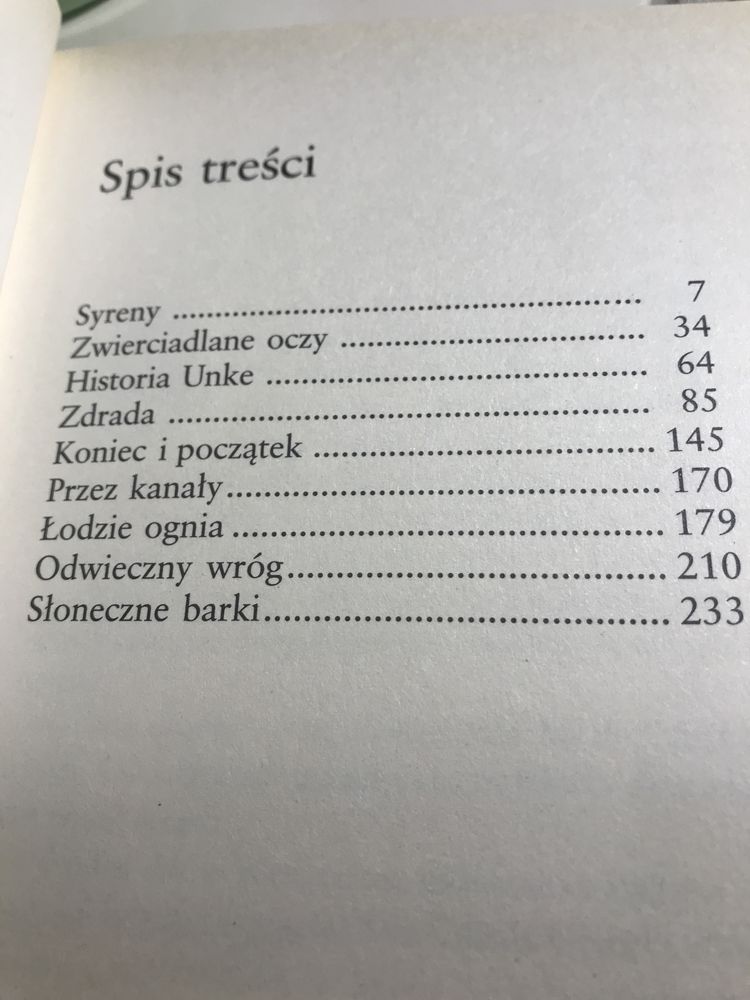 Spis treści
Syreny ........................................................ 7
Zwierciadlane oczy ..................................... 34
Historia Unke .............................................. 64
Zdrada ......................................................... 85
Koniec i początek ......................................... 145
Przez kanały .................................................. 170
Łodzie ognia .................................................. 179
Odwieczny wróg ............................................ 210
Słoneczne barki .............................................. 233